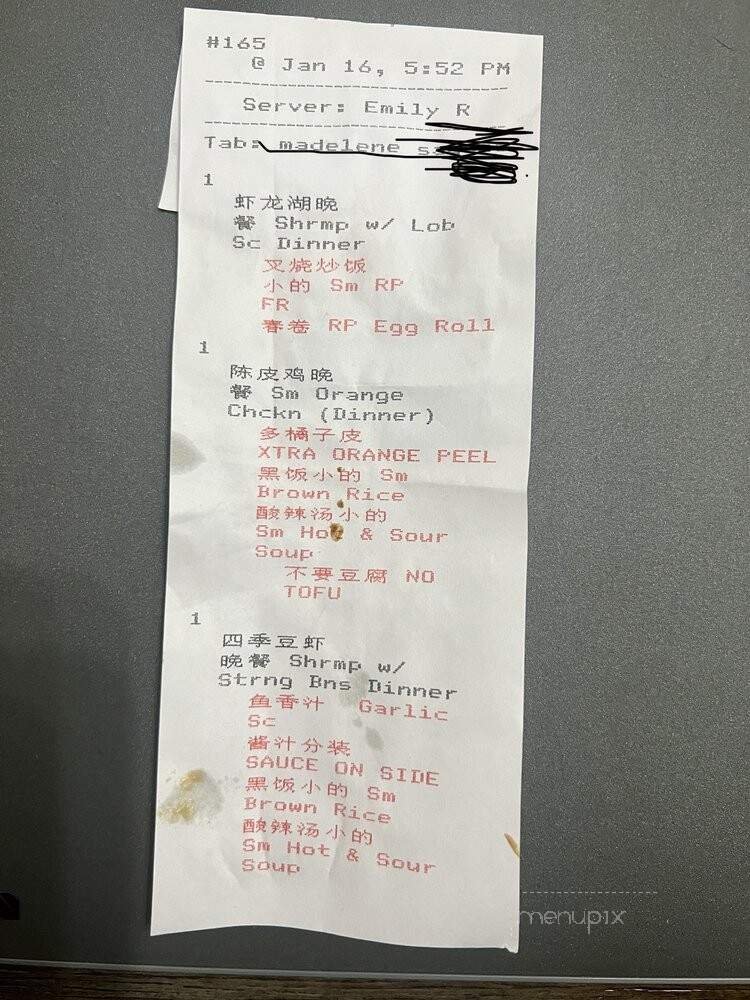 #165
@ Jan 16, 5:52 PM
Server: Emily R
Tab: madelene
1
虾龙湖晚
餐 Shrmp w/ Lob
Sc Dinner
叉烧炒饭
小的 Sm RP
FR
春卷 RP Egg Roll
1
陈皮鸡晚
餐 Sm Orange
Chckn (Dinner)
多橘子皮
XTRA ORANGE PEEL
黑饭小的 Sm
Brown Rice
酸辣汤小的
Sm Hot & Sour
Soup
不要豆腐 NO
TOFU
1
四季豆虾
晚餐 Shrmp w/
Strng Bns Dinner
鱼香汁 Garlic
Sc
酱汁分装
SAUCE ON SIDE
黑饭小的 Sm
Brown Rice
酸辣汤小的
Sm Hot & Sour
Soup
menupix